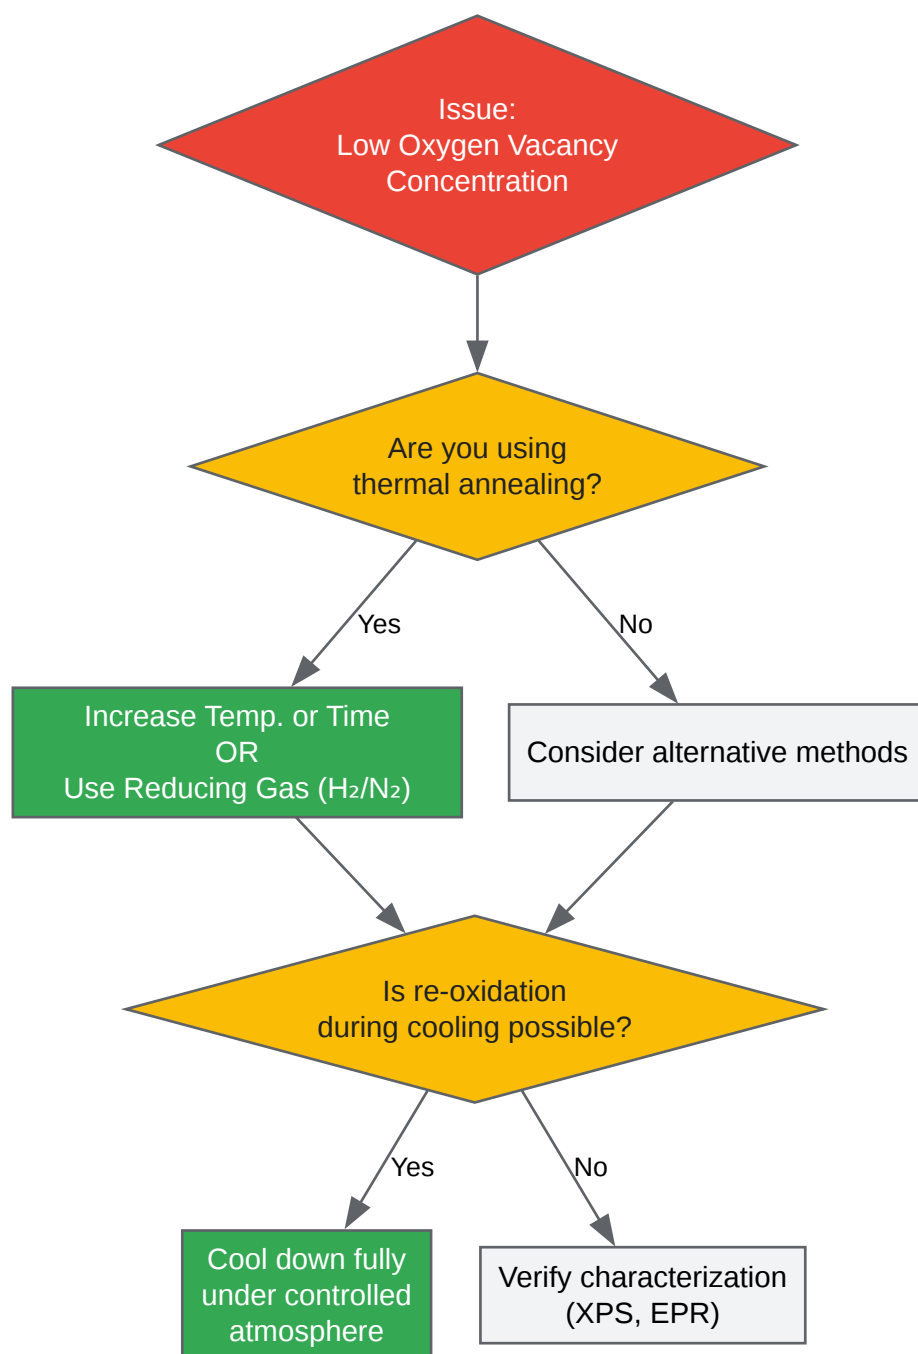 Issue:
Low Oxygen Vacancy
Concentration
Are you using
thermal annealing?
Yes
No
Increase Temp. or Time
OR
Use Reducing Gas (H₂/N₂)
Consider alternative methods
Is re-oxidation
during cooling possible?
Yes
No
Cool down fully
under controlled
atmosphere
Verify characterization
(XPS, EPR)